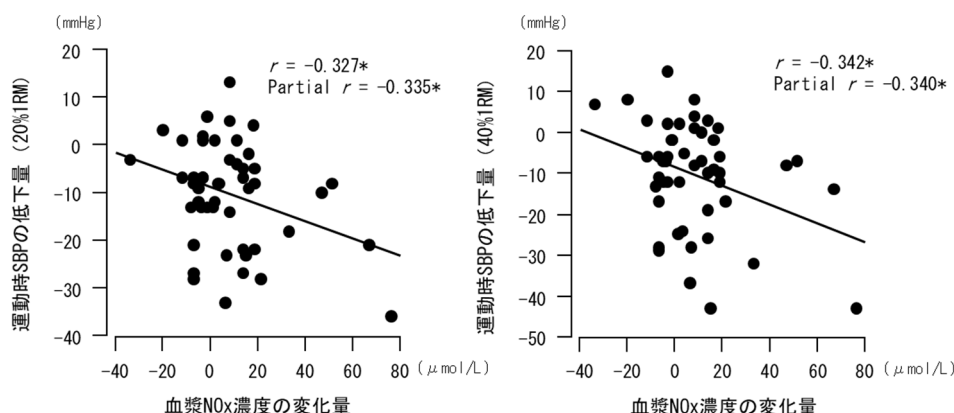 (mmHg)
運動時SBPの低下量 (20%1RM)
20
10
0
-10
-20
-30
-40
r = -0.327*
Partial r = -0.335*
-40 -20 0 20 40 60 80 (μmol/L)
血漿NOx濃度の変化量
(mmHg)
運動時SBPの低下量 (40%1RM)
20
10
0
-10
-20
-30
-40
-50
r = -0.342*
Partial r = -0.340*
-40 -20 0 20 40 60 80 (μmol/L)
血漿NOx濃度の変化量